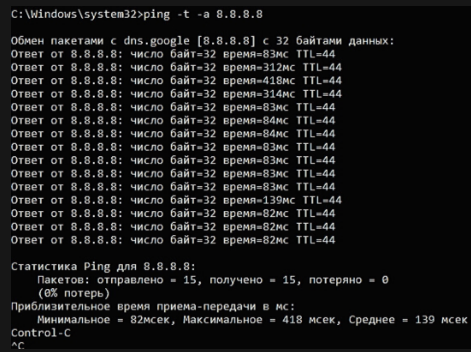 C:\Windows\system32>ping -t -a 8.8.8.8
Обмен пакетами с dns.google [8.8.8.8] с 32 байтами данных:
Ответ от 8.8.8.8: число байт=32 время=83мс TTL=44
Ответ от 8.8.8.8: число байт=32 время=312мс TTL=44
Ответ от 8.8.8.8: число байт=32 время=418мс TTL=44
Ответ от 8.8.8.8: число байт=32 время=314мс TTL=44
Ответ от 8.8.8.8: число байт=32 время=83мс TTL=44
Ответ от 8.8.8.8: число байт=32 время=84мс TTL=44
Ответ от 8.8.8.8: число байт=32 время=84мс TTL=44
Ответ от 8.8.8.8: число байт=32 время=83мс TTL=44
Ответ от 8.8.8.8: число байт=32 время=83мс TTL=44
Ответ от 8.8.8.8: число байт=32 время=83мс TTL=44
Ответ от 8.8.8.8: число байт=32 время=83мс TTL=44
Ответ от 8.8.8.8: число байт=32 время=139мс TTL=44
Ответ от 8.8.8.8: число байт=32 время=82мс TTL=44
Ответ от 8.8.8.8: число байт=32 время=82мс TTL=44
Ответ от 8.8.8.8: число байт=32 время=82мс TTL=44
Статистика Ping для 8.8.8.8:
Пакетов: отправлено = 15, получено = 15, потеряно = 0
(0% потерь)
Приблизительное время приема-передачи в мс:
Минимальное = 82мсек, Максимальное = 418 мсек, Среднее = 139 мсек
Control-C
^C